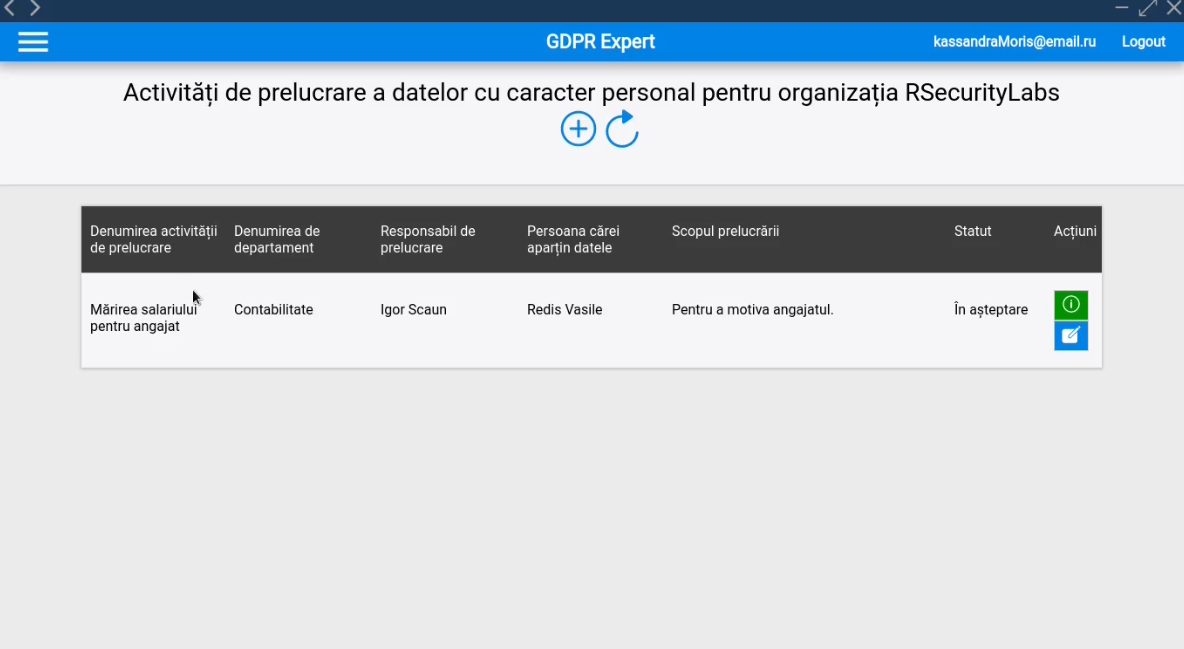 GDPR Expert
kassandraMoris@email.ru
Logout
Activități de prelucrare a datelor cu caracter personal pentru organizația RSecurityLabs
Denumirea activității
de prelucrare
Denumirea de
departament
Responsabil de
prelucrare
Persoana cărei
aparțin datele
Scopul prelucrării
Statut
Acțiuni
Mărirea salariului
pentru angajat
Contabilitate
Igor Scaun
Redis Vasile
Pentru a motiva angajatul.
În așteptare